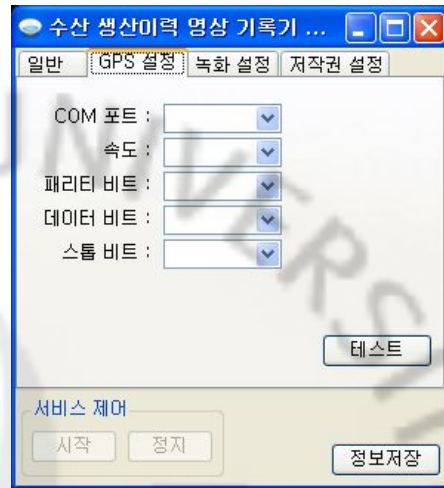 수산 생산이력 영상 기록기 ...
일반 GPS 설정 녹화 설정 저작권 설정
COM 포트 :
속도 :
패리티 비트 :
데이터 비트 :
스톱 비트 :
테스트
서비스 제어
시작 정지
정보저장
UNIVERSIT